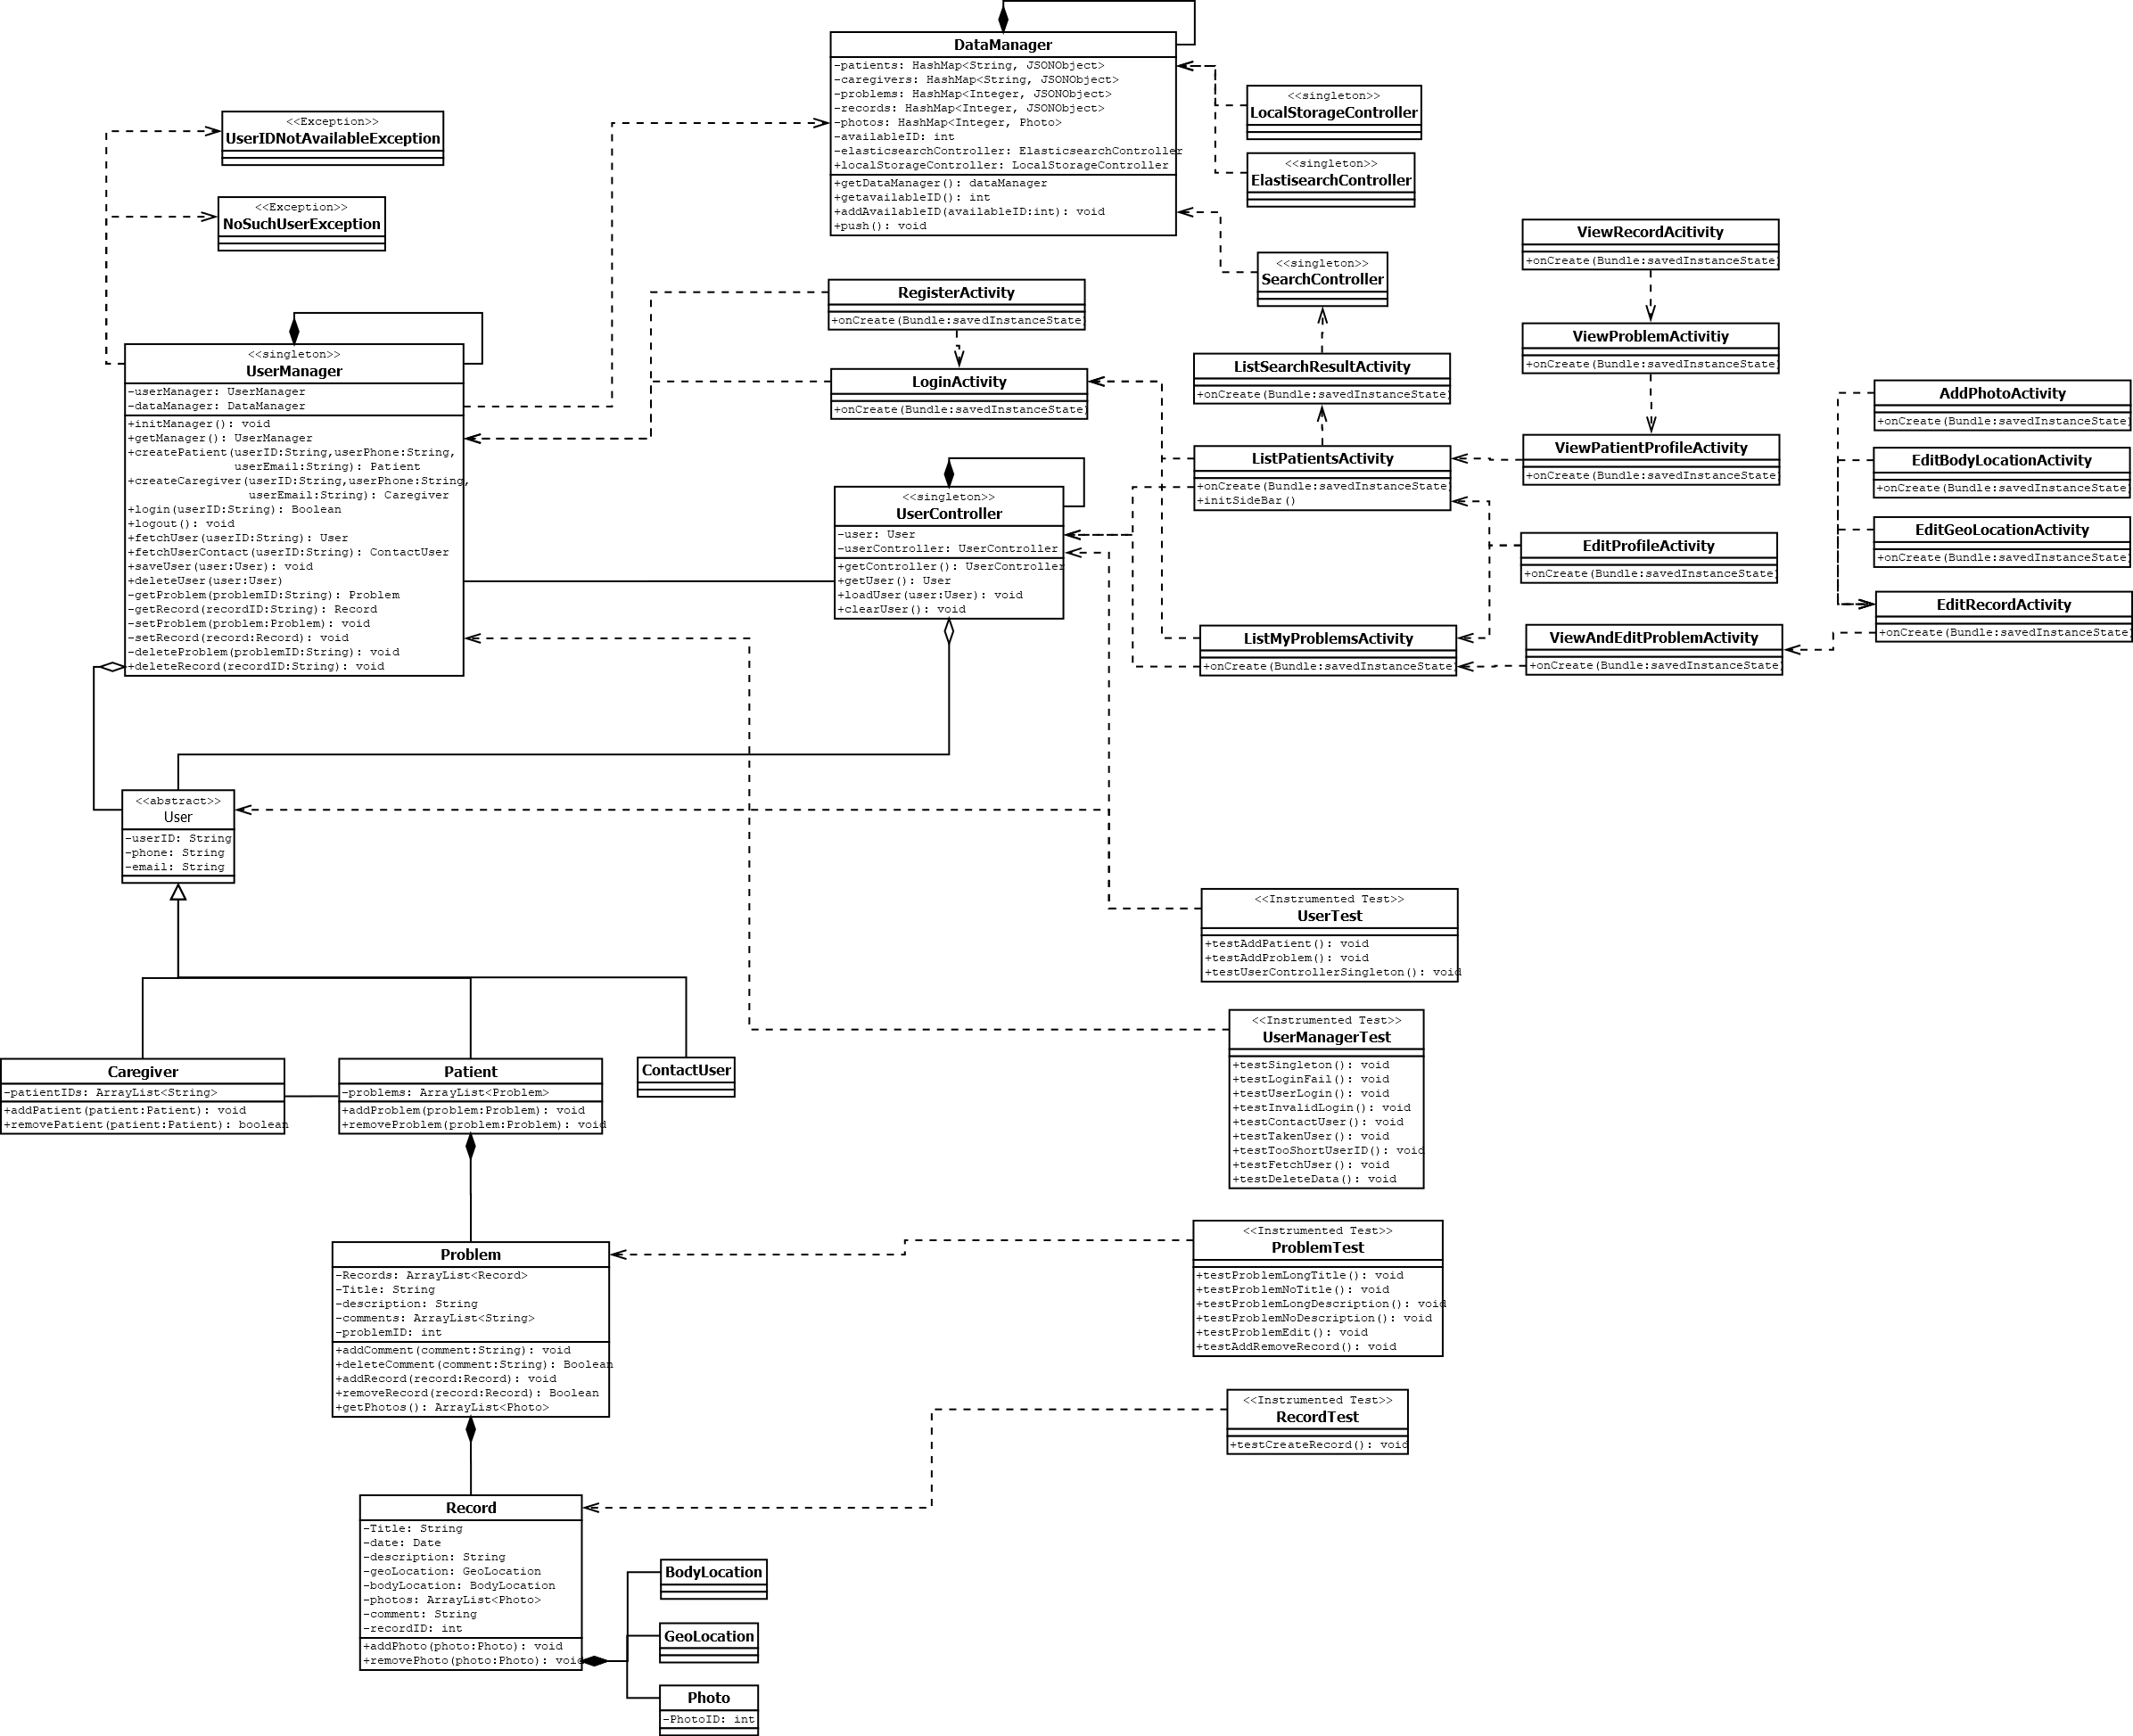 DataManager
-patients: HashMap<String, JSONObject>
-caregivers: HashMap<String, JSONObject>
-problems: HashMap<Integer, JSONObject>
-records: HashMap<Integer, JSONObject>
-photos: HashMap<Integer, Photo>
-availableID: int
-elasticsearchController: ElasticsearchController
+localStorageController: LocalStorageController
+getDataManager(): dataManager
+getavailableID(): int
+addAvailableID(availableID:int): void
+push(): void
<<singleton>>
LocalStorageController
<<singleton>>
ElastisearchController
<<Exception>>
UserIDNotAvailableException
<<Exception>>
NoSuchUserException
<<singleton>>
SearchController
ViewRecordAcitivity
+onCreate(Bundle:savedInstanceState)
RegisterActivity
+onCreate(Bundle:savedInstanceState)
ViewProblemActivitiy
+onCreate(Bundle:savedInstanceState)
<<singleton>>
UserManager
-userManager: UserManager
-dataManager: DataManager
+initManager(): void
+getManager(): UserManager
+createPatient(userID:String,userPhone:String,
userEmail:String): Patient
+createCaregiver(userID:String,userPhone:String,
userEmail:String): Caregiver
+login(userID:String): Boolean
+logout(): void
+fetchUser(userID:String): User
+fetchUserContact(userID:String): ContactUser
+saveUser(user:User): void
+deleteUser(user:User)
-getProblem(problemID:String): Problem
-getRecord(recordID:String): Record
-setProblem(problem:Problem): void
-setRecord(record:Record): void
-deleteProblem(problemID:String): void
+deleteRecord(recordID:String): void
LoginActivity
+onCreate(Bundle:savedInstanceState)
ListSearchResultActivity
+onCreate(Bundle:savedInstanceState)
AddPhotoActivity
+onCreate(Bundle:savedInstanceState)
ListPatientsActivity
+onCreate(Bundle:savedInstanceState)
+initSideBar()
ViewPatientProfileActivity
+onCreate(Bundle:savedInstanceState)
EditBodyLocationActivity
+onCreate(Bundle:savedInstanceState)
<<singleton>>
UserController
-user: User
-userController: UserController
+getController(): UserController
+getUser(): User
+loadUser(user:User): void
+clearUser(): void
EditGeoLocationActivity
+onCreate(Bundle:savedInstanceState)
EditProfileActivity
+onCreate(Bundle:savedInstanceState)
EditRecordActivity
+onCreate(Bundle:savedInstanceState)
ListMyProblemsActivity
+onCreate(Bundle:savedInstanceState)
ViewAndEditProblemActivity
+onCreate(Bundle:savedInstanceState)
<<abstract>>
User
-userID: String
-phone: String
-email: String
<<Instrumented Test>>
UserTest
+testAddPatient(): void
+testAddProblem(): void
+testUserControllerSingleton(): void
<<Instrumented Test>>
UserManagerTest
+testSingleton(): void
+testLoginFail(): void
+testUserLogin(): void
+testInvalidLogin(): void
+testContactUser(): void
+testTakenUser(): void
+testTooShortUserID(): void
+testFetchUser(): void
+testDeleteData(): void
Caregiver
-patientIDs: ArrayList<String>
+addPatient(patient:Patient): void
+removePatient(patient:Patient): boolean
Patient
-problems: ArrayList<Problem>
+addProblem(problem:Problem): void
+removeProblem(problem:Problem): void
ContactUser
Problem
-Records: ArrayList<Record>
-Title: String
-description: String
-comments: ArrayList<String>
-problemID: int
+addComment(comment:String): void
+deleteComment(comment:String): Boolean
+addRecord(record:Record): void
+removeRecord(record:Record): Boolean
+getPhotos(): ArrayList<Photo>
<<Instrumented Test>>
ProblemTest
+testProblemLongTitle(): void
+testProblemNoTitle(): void
+testProblemLongDescription(): void
+testProblemNoDescription(): void
+testProblemEdit(): void
+testAddRemoveRecord(): void
<<Instrumented Test>>
RecordTest
+testCreateRecord(): void
Record
-Title: String
-date: Date
-description: String
-geoLocation: GeoLocation
-bodyLocation: BodyLocation
-photos: ArrayList<Photo>
-comment: String
-recordID: int
+addPhoto(photo:Photo): void
+removePhoto(photo:Photo): void
BodyLocation
GeoLocation
Photo
-PhotoID: int